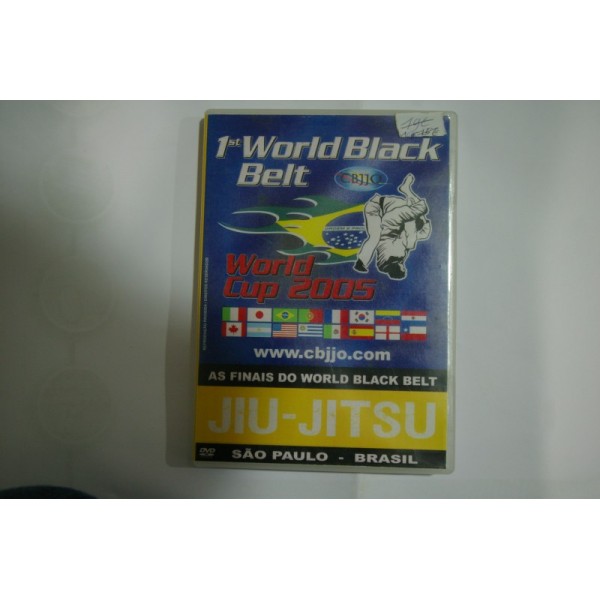 1st World Black
Belt
CBJJO
World
Cup 2005
www.cbjjo.com
AS FINAIS DO WORLD BLACK BELT
JIU-JITSU
DVD
SÃO PAULO - BRASIL